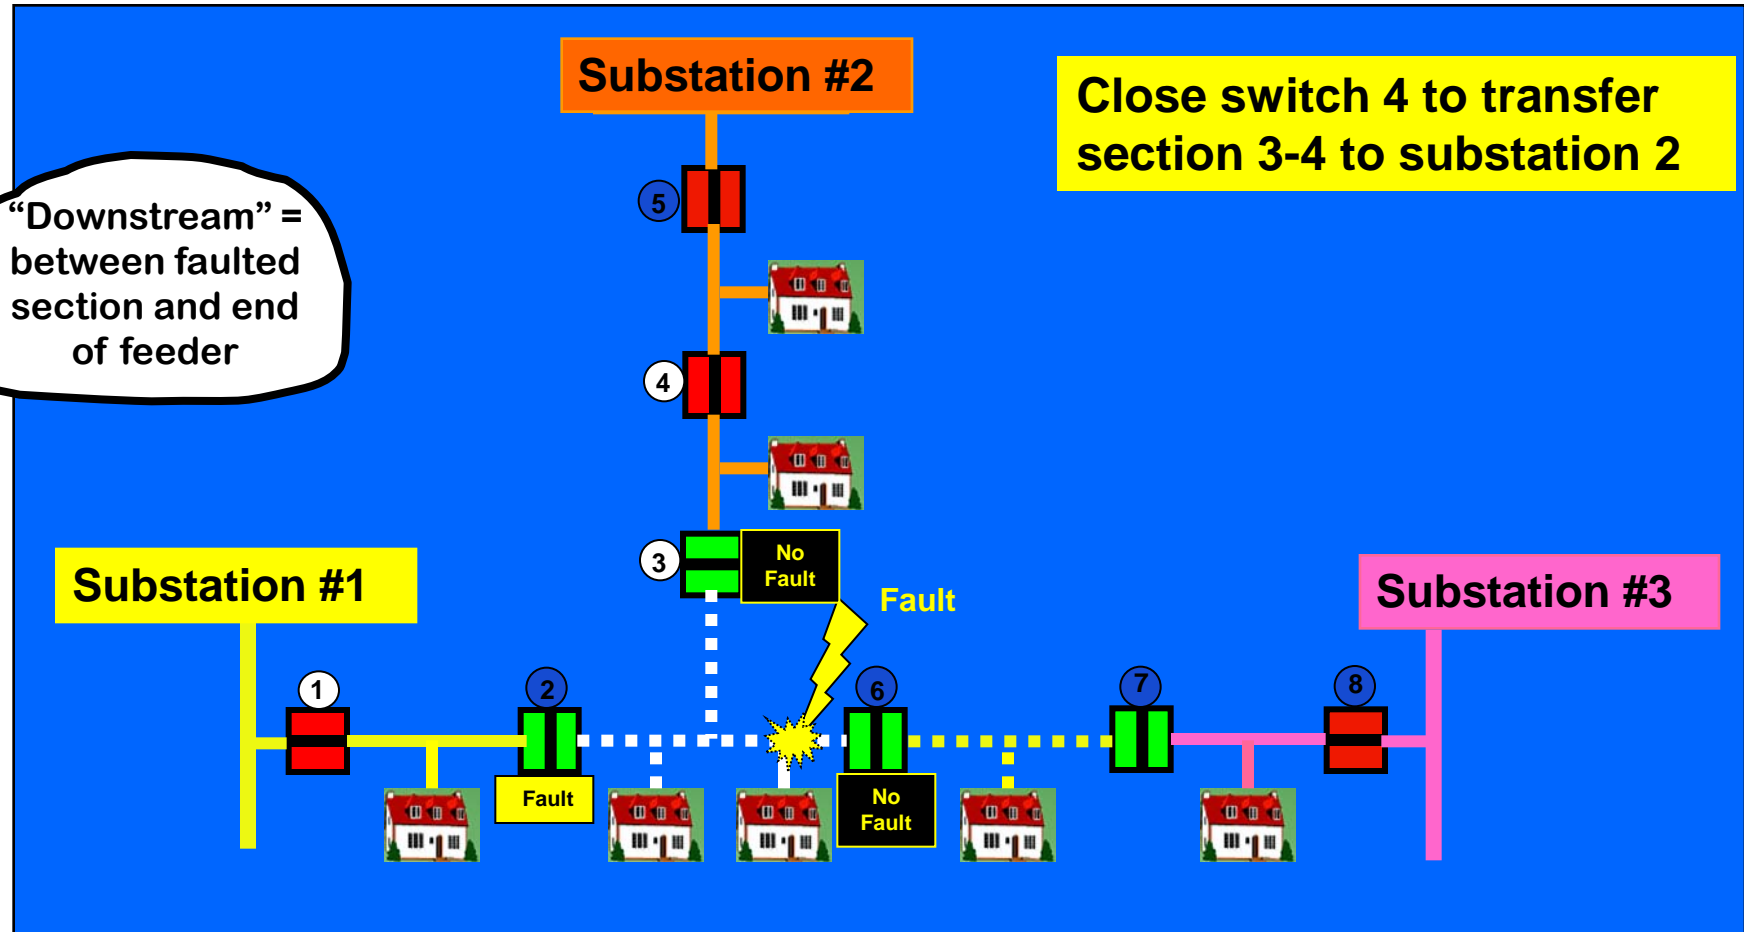 Substation #2
Close switch 4 to transfer
section 3-4 to substation 2
“Downstream” =
between faulted
section and end
of feeder
5
4
3
No
Fault
Fault
Substation #1
Substation #3
1
2
6
7
8
Fault
No
Fault